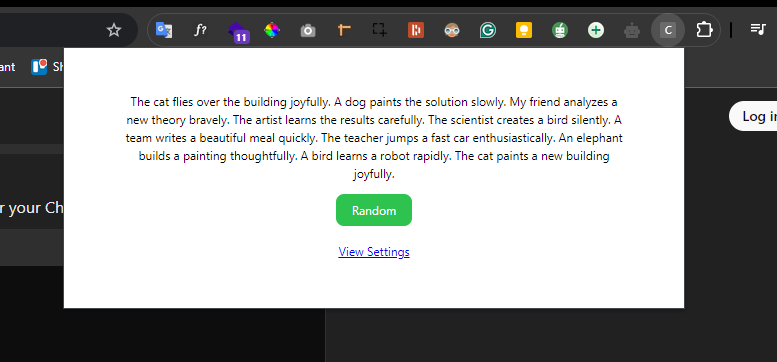 f?
11
C
ant
Sh
The cat flies over the building joyfully. A dog paints the solution slowly. My friend analyzes a
new theory bravely. The artist learns the results carefully. The scientist creates a bird silently. A
team writes a beautiful meal quickly. The teacher jumps a fast car enthusiastically. An elephant
builds a painting thoughtfully. A bird learns a robot rapidly. The cat paints a new building
joyfully.
Log in
r your Ch
Random
View Settings